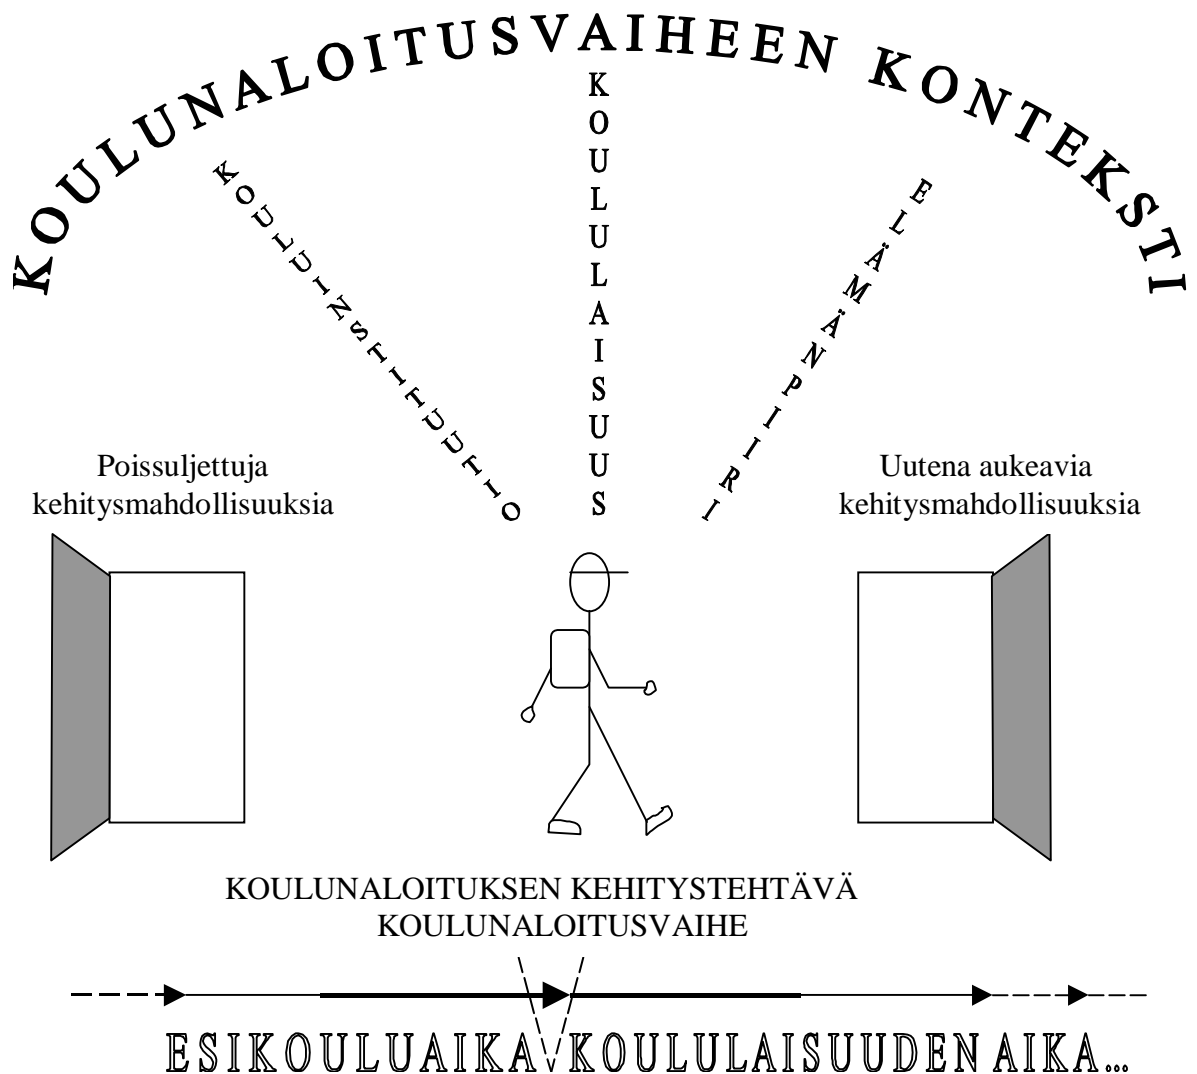 KOULUNALOITUSVAIHEEN KONTEKSTI
KOULUINSTITUUTIO
KOULULAISUUS
ELÄMÄNPIIRI
Poissuljettuja
kehitysmahdollisuuksia
Uutena aukeavia
kehitysmahdollisuuksia
KOULUNALOITUKSEN KEHITYSTEHTÄVÄ
KOULUNALOITUSVAIHE
ESIKOULUAIKA KOULULAISUUDEN AIKA...